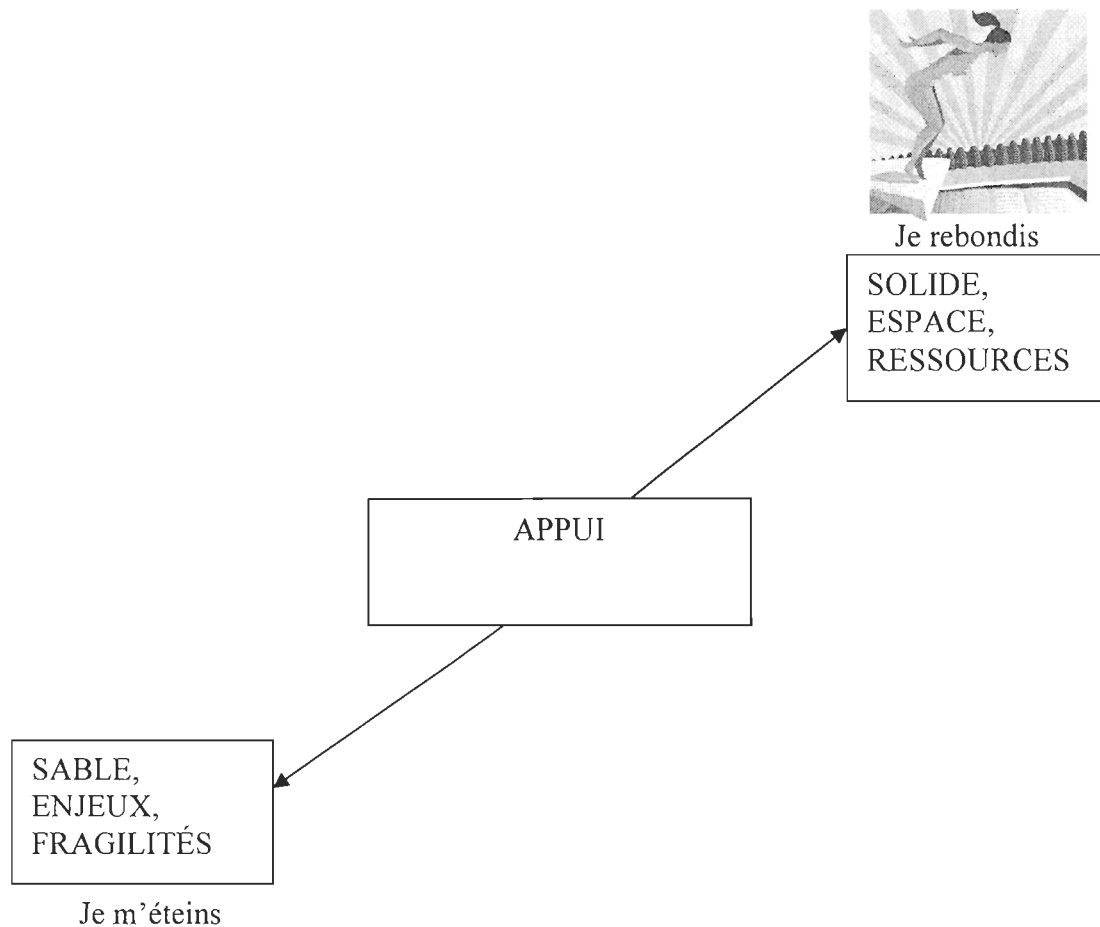 Je rebondis
SOLIDE,
ESPACE,
RESSOURCES
APPUI
SABLE,
ENJEUX,
FRAGILITÉS
Je m'éteins